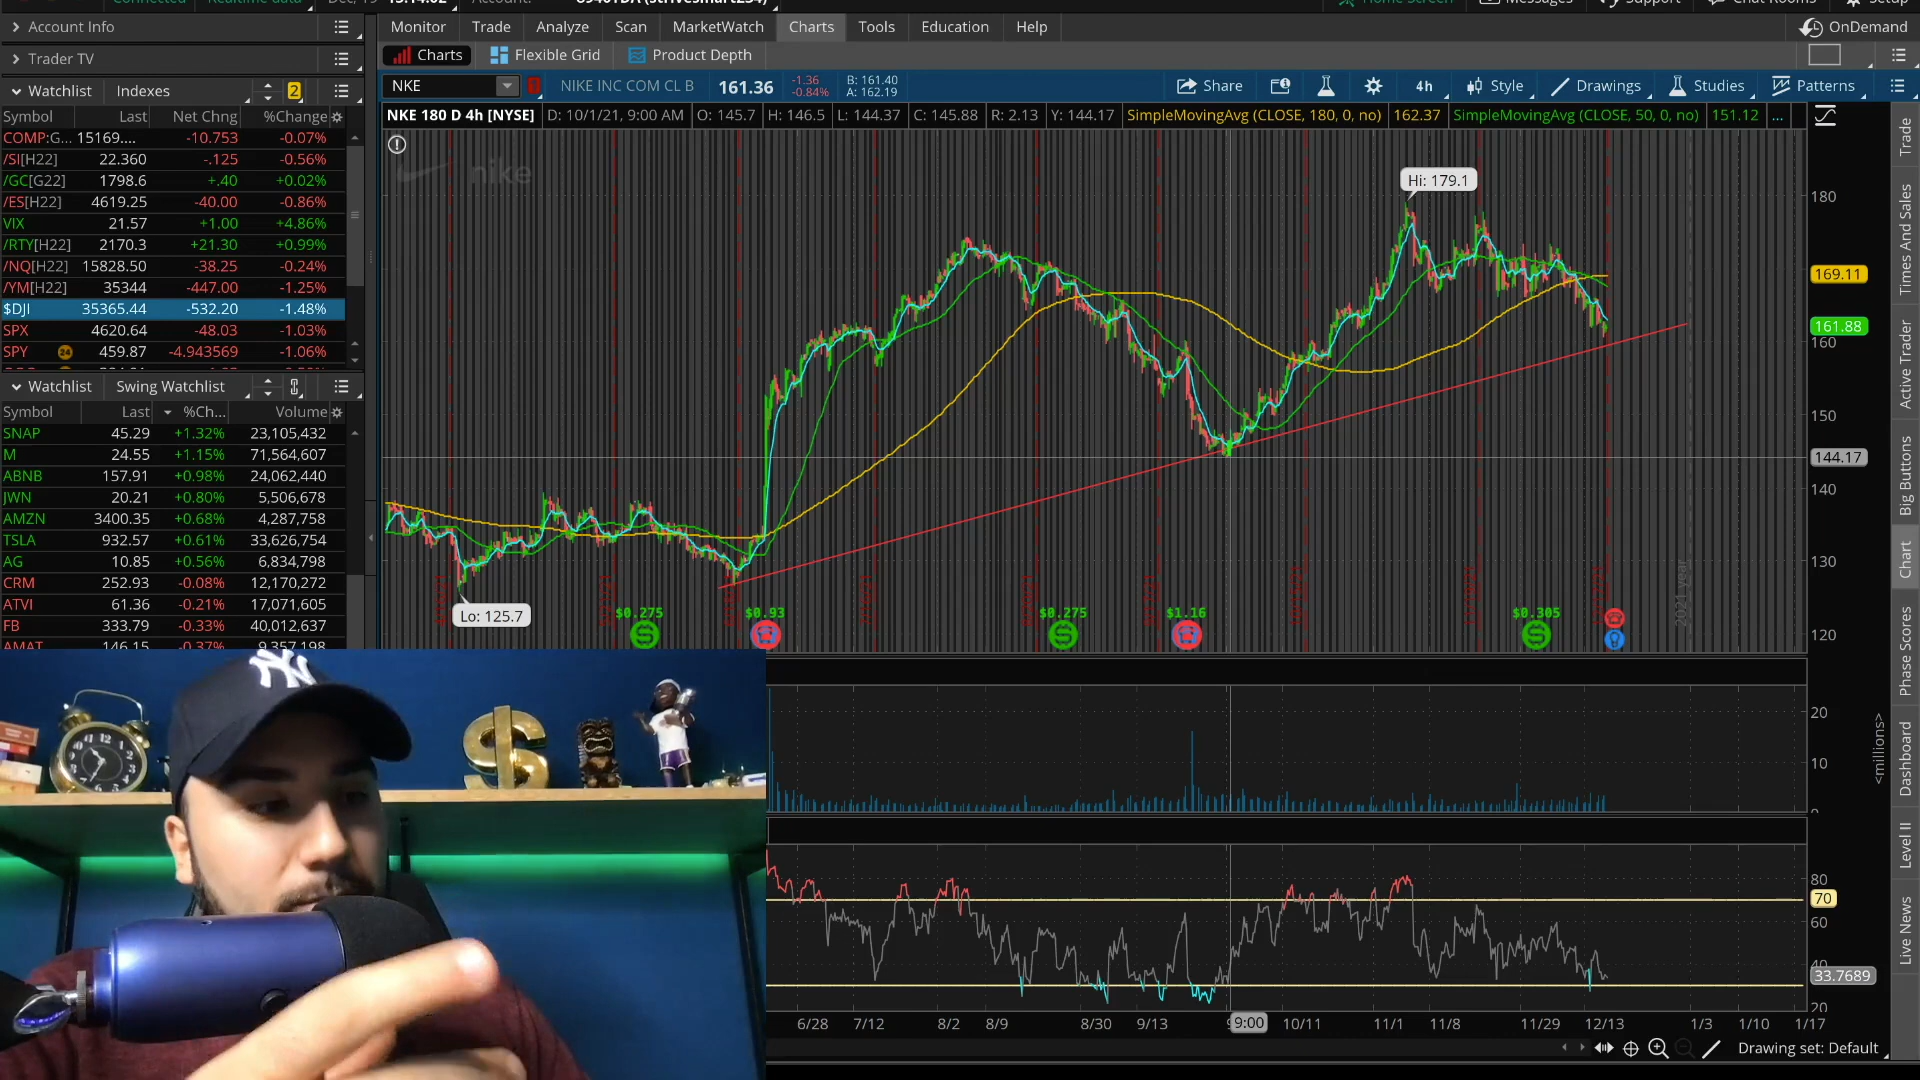 Account Info
Trader TV
Watchlist Indexes 2
Symbol Last Net Chng %Change
COMP:G... 15169.... -10.753 -0.07%
/SI[H22] 22.360 -.125 -0.56%
/GC[G22] 1798.6 +.40 +0.02%
/ES[H22] 4619.25 -40.00 -0.86%
VIX 21.57 +1.00 +4.86%
/RTY[H22] 2170.3 +21.30 +0.99%
/NQ[H22] 15828.50 -38.25 -0.24%
/YM[H22] 35344 -447.00 -1.25%
$DJI 35365.44 -532.20 -1.48%
SPX 4620.64 -48.03 -1.03%
SPY 24 459.87 -4.943569 -1.06%
Watchlist Swing Watchlist
Symbol Last %Ch... Volume
SNAP 45.29 +1.32% 23,105,432
M 24.55 +1.15% 71,564,607
ABNB 157.91 +0.98% 24,062,440
JWN 20.21 +0.80% 5,506,678
AMZN 3400.35 +0.68% 4,287,758
TSLA 932.57 +0.61% 33,626,754
AG 10.85 +0.56% 6,834,798
CRM 252.93 -0.08% 12,170,272
ATVI 61.36 -0.21% 17,071,605
FB 333.79 -0.33% 40,012,637
AMAT 146.15 -0.37% 9,357,198
Monitor Trade Analyze Scan MarketWatch Charts Tools Education Help OnDemand
Charts Flexible Grid Product Depth
NKE NIKE INC COM CL B 161.36 -1.36 -0.84% B: 161.40 A: 162.19 Share 4h Style Drawings Studies Patterns
NKE 180 D 4h [NYSE] D: 10/1/21, 9:00 AM O: 145.7 H: 146.5 L: 144.37 C: 145.88 R: 2.13 Y: 144.17 SimpleMovingAvg (CLOSE, 180, 0, no) 162.37 SimpleMovingAvg (CLOSE, 50, 0, no) 151.12 ...
nike
Hi: 179.1
Lo: 125.7
180
169.11
161.88
160
150
144.17
140
130
120
$0.275 $0.93 $0.275 $1.16 $0.305
2021 year
20
10
<millions>
80
70
60
40
33.7689
20
6/28 7/12 8/2 8/9 8/30 9/13 9:00 10/11 11/1 11/8 11/29 12/13 1/3 1/10 1/17
Drawing set: Default
Trade
Times And Sales
Active Trader
Big Buttons
Chart
Phase Scores
Dashboard
Level II
Live News
NY